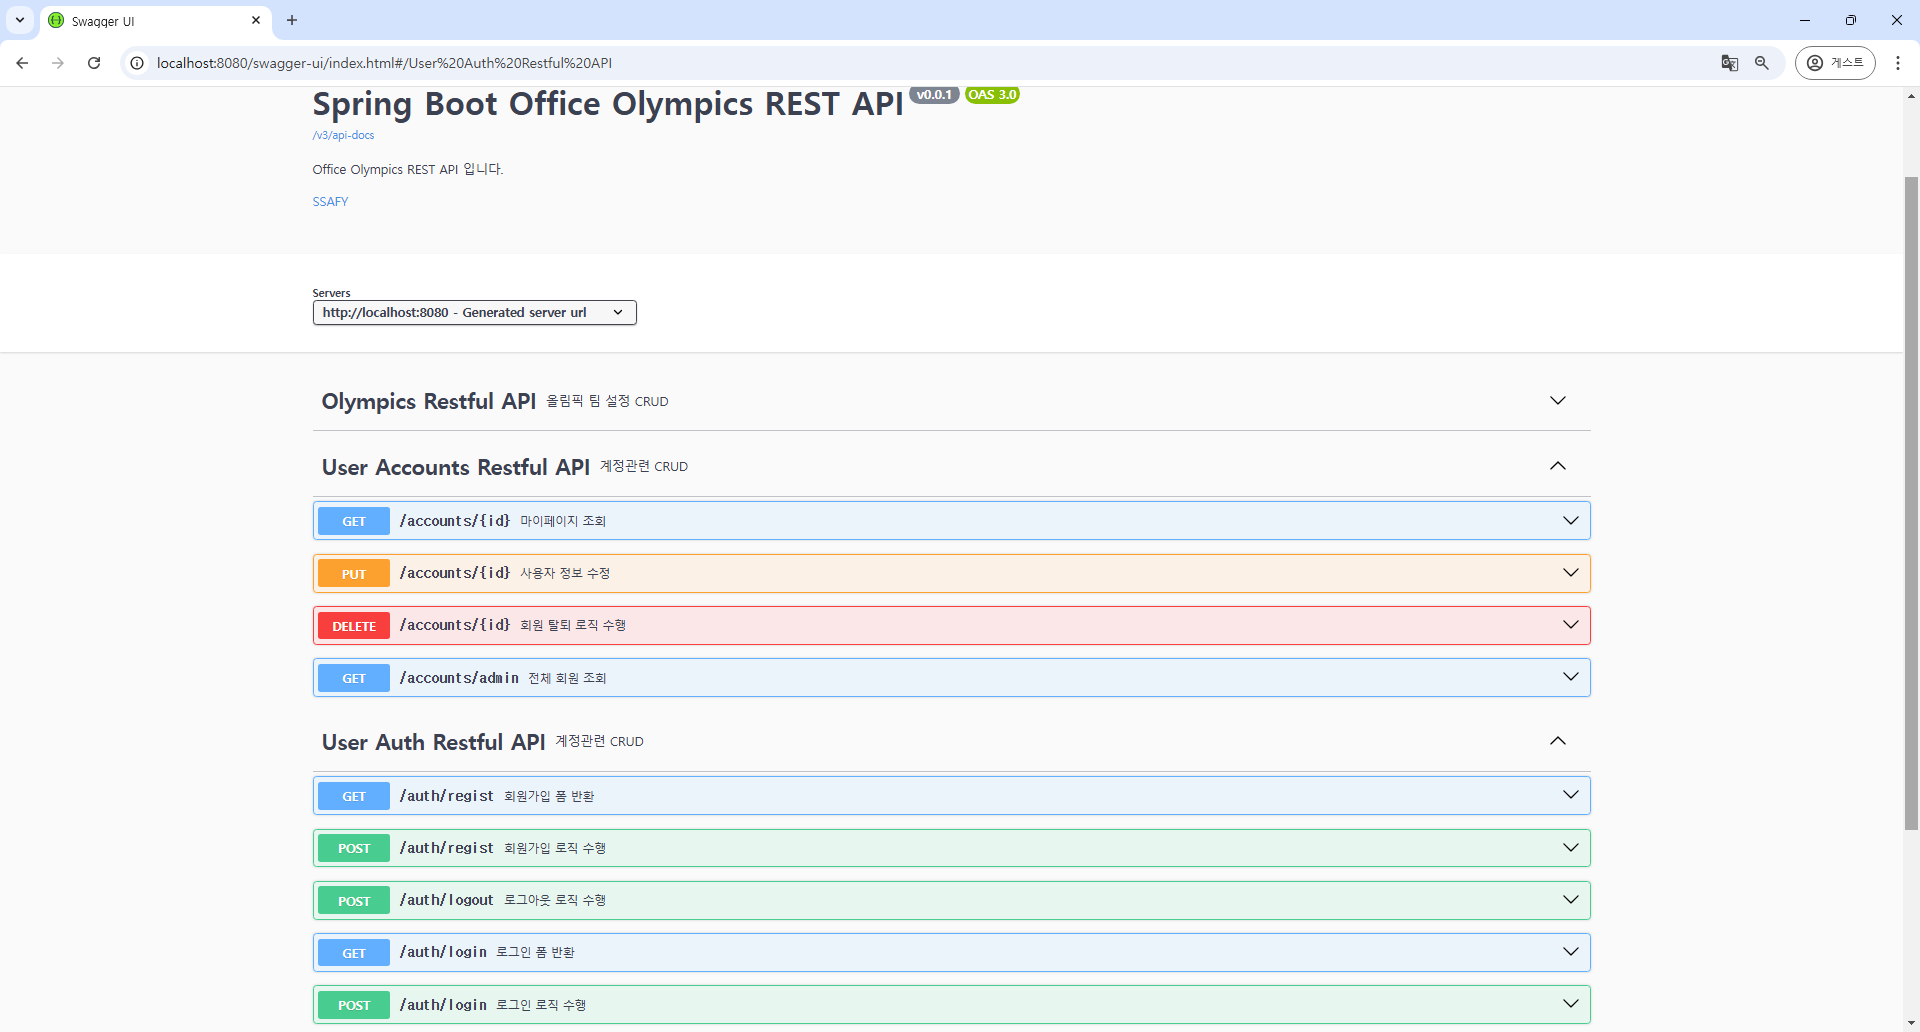 Swagger UI
localhost:8080/swagger-ui/index.html#/User%20Auth%20Restful%20API
게스트
Spring Boot Office Olympics REST API v0.0.1 OAS 3.0
/v3/api-docs
Office Olympics REST API 입니다.
SSAFY
Servers
http://localhost:8080 - Generated server url
Olympics Restful API 올림픽 팀 설정 CRUD
User Accounts Restful API 계정관련 CRUD
GET /accounts/{id} 마이페이지 조회
PUT /accounts/{id} 사용자 정보 수정
DELETE /accounts/{id} 회원 탈퇴 로직 수행
GET /accounts/admin 전체 회원 조회
User Auth Restful API 계정관련 CRUD
GET /auth/regist 회원가입 폼 반환
POST /auth/regist 회원가입 로직 수행
POST /auth/logout 로그아웃 로직 수행
GET /auth/login 로그인 폼 반환
POST /auth/login 로그인 로직 수행